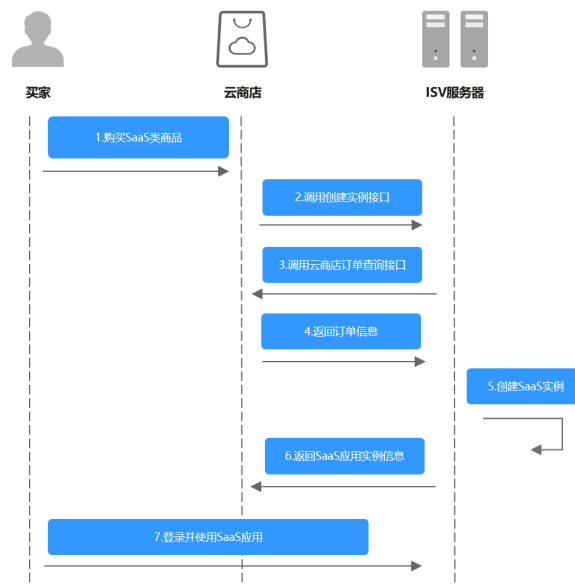 买家
云商店
ISV服务器
1.购买SaaS类商品
2.调用创建实例接口
3.调用云商店订单查询接口
4.返回订单信息
5.创建SaaS实例
6.返回SaaS应用实例信息
7.登录并使用SaaS应用